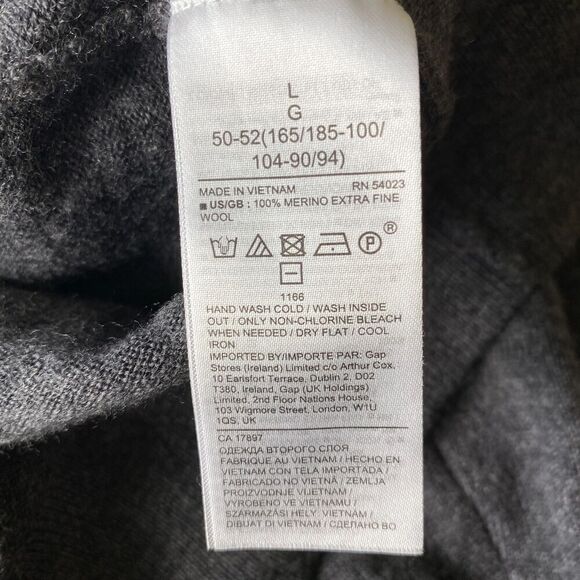 L
G
50-52(165/185-100/
104-90/94)
MADE IN VIETNAM RN 54023
US/GB : 100% MERINO EXTRA FINE
WOOL
P ®
1166
HAND WASH COLD / WASH INSIDE
OUT / ONLY NON-CHLORINE BLEACH
WHEN NEEDED / DRY FLAT / COOL
IRON
IMPORTED BY/IMPORTE PAR: Gap
Stores (Ireland) Limited c/o Arthur Cox,
10 Earlsfort Terrace, Dublin 2, D02
T380, Ireland, Gap (UK Holdings)
Limited, 2nd Floor Nations House,
103 Wigmore Street, London, W1U
1QS, UK
CA 17897
ОДЕЖДА ВТОРОГО СЛОЯ
FABRIQUE AU VIETNAM / HECHO EN
VIETNAM CON TELA IMPORTADA /
FABRICADO NO VIETNÃ / ZEMLJA
PROIZVODNJE VIJETNAM /
VYROBENO VE VIETNAMU /
SZÁRMAZÁSI HELY: VIETNAM /
DIBUAT DI VIETNAM / СДЕЛАНО ВО